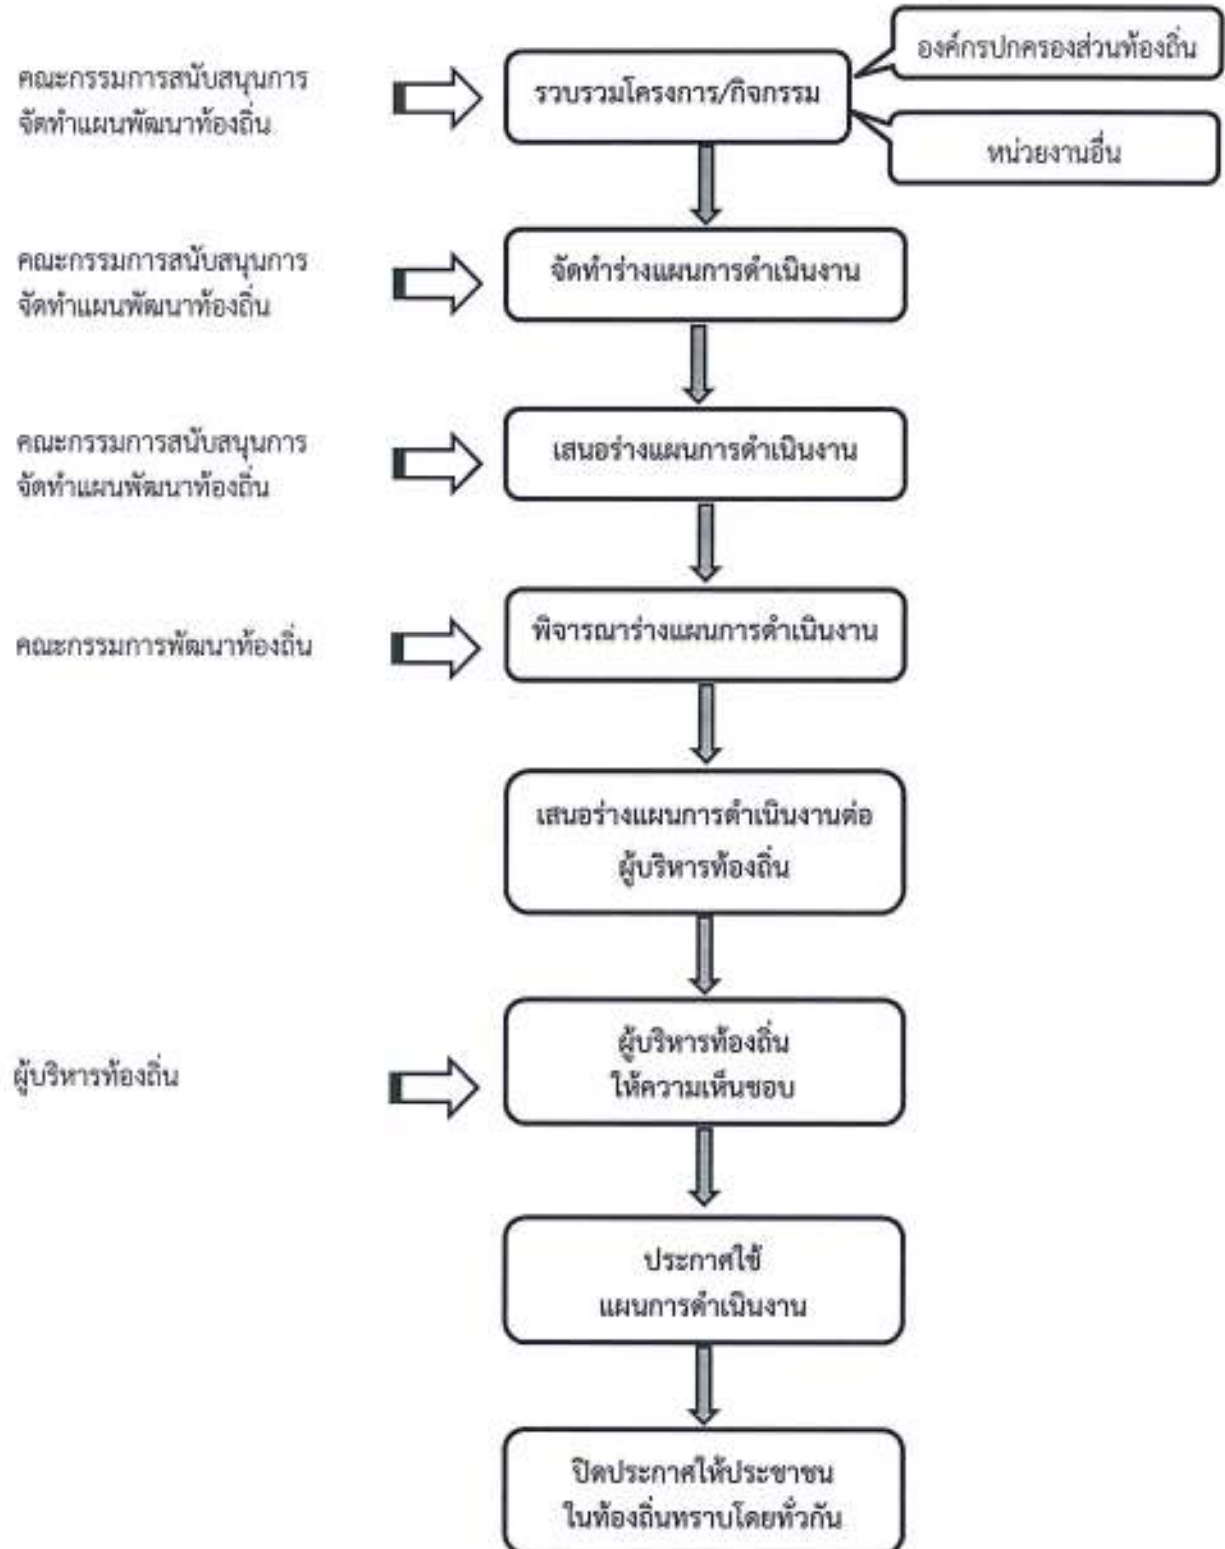 องค์กรปกครองส่วนท้องถิ่น
คณะกรรมการสนับสนุนการ
จัดทำแผนพัฒนาท้องถิ่น
รวบรวมโครงการ/กิจกรรม
หน่วยงานอื่น
คณะกรรมการสนับสนุนการ
จัดทำแผนพัฒนาท้องถิ่น
จัดทำร่างแผนการดำเนินงาน
คณะกรรมการสนับสนุนการ
จัดทำแผนพัฒนาท้องถิ่น
เสนอร่างแผนการดำเนินงาน
คณะกรรมการพัฒนาท้องถิ่น
พิจารณาร่างแผนการดำเนินงาน
เสนอร่างแผนการดำเนินงานต่อ
ผู้บริหารท้องถิ่น
ผู้บริหารท้องถิ่น
ผู้บริหารท้องถิ่น
ให้ความเห็นชอบ
ประกาศใช้
แผนการดำเนินงาน
ปิดประกาศให้ประชาชน
ในท้องถิ่นทราบโดยทั่วกัน